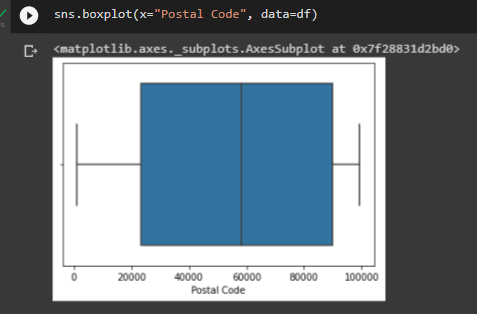 sns.boxplot(x="Postal Code", data=df)
<matplotlib.axes._subplots.AxesSubplot at 0x7f28831d2bd0>
0 20000 40000 60000 80000 100000
Postal Code